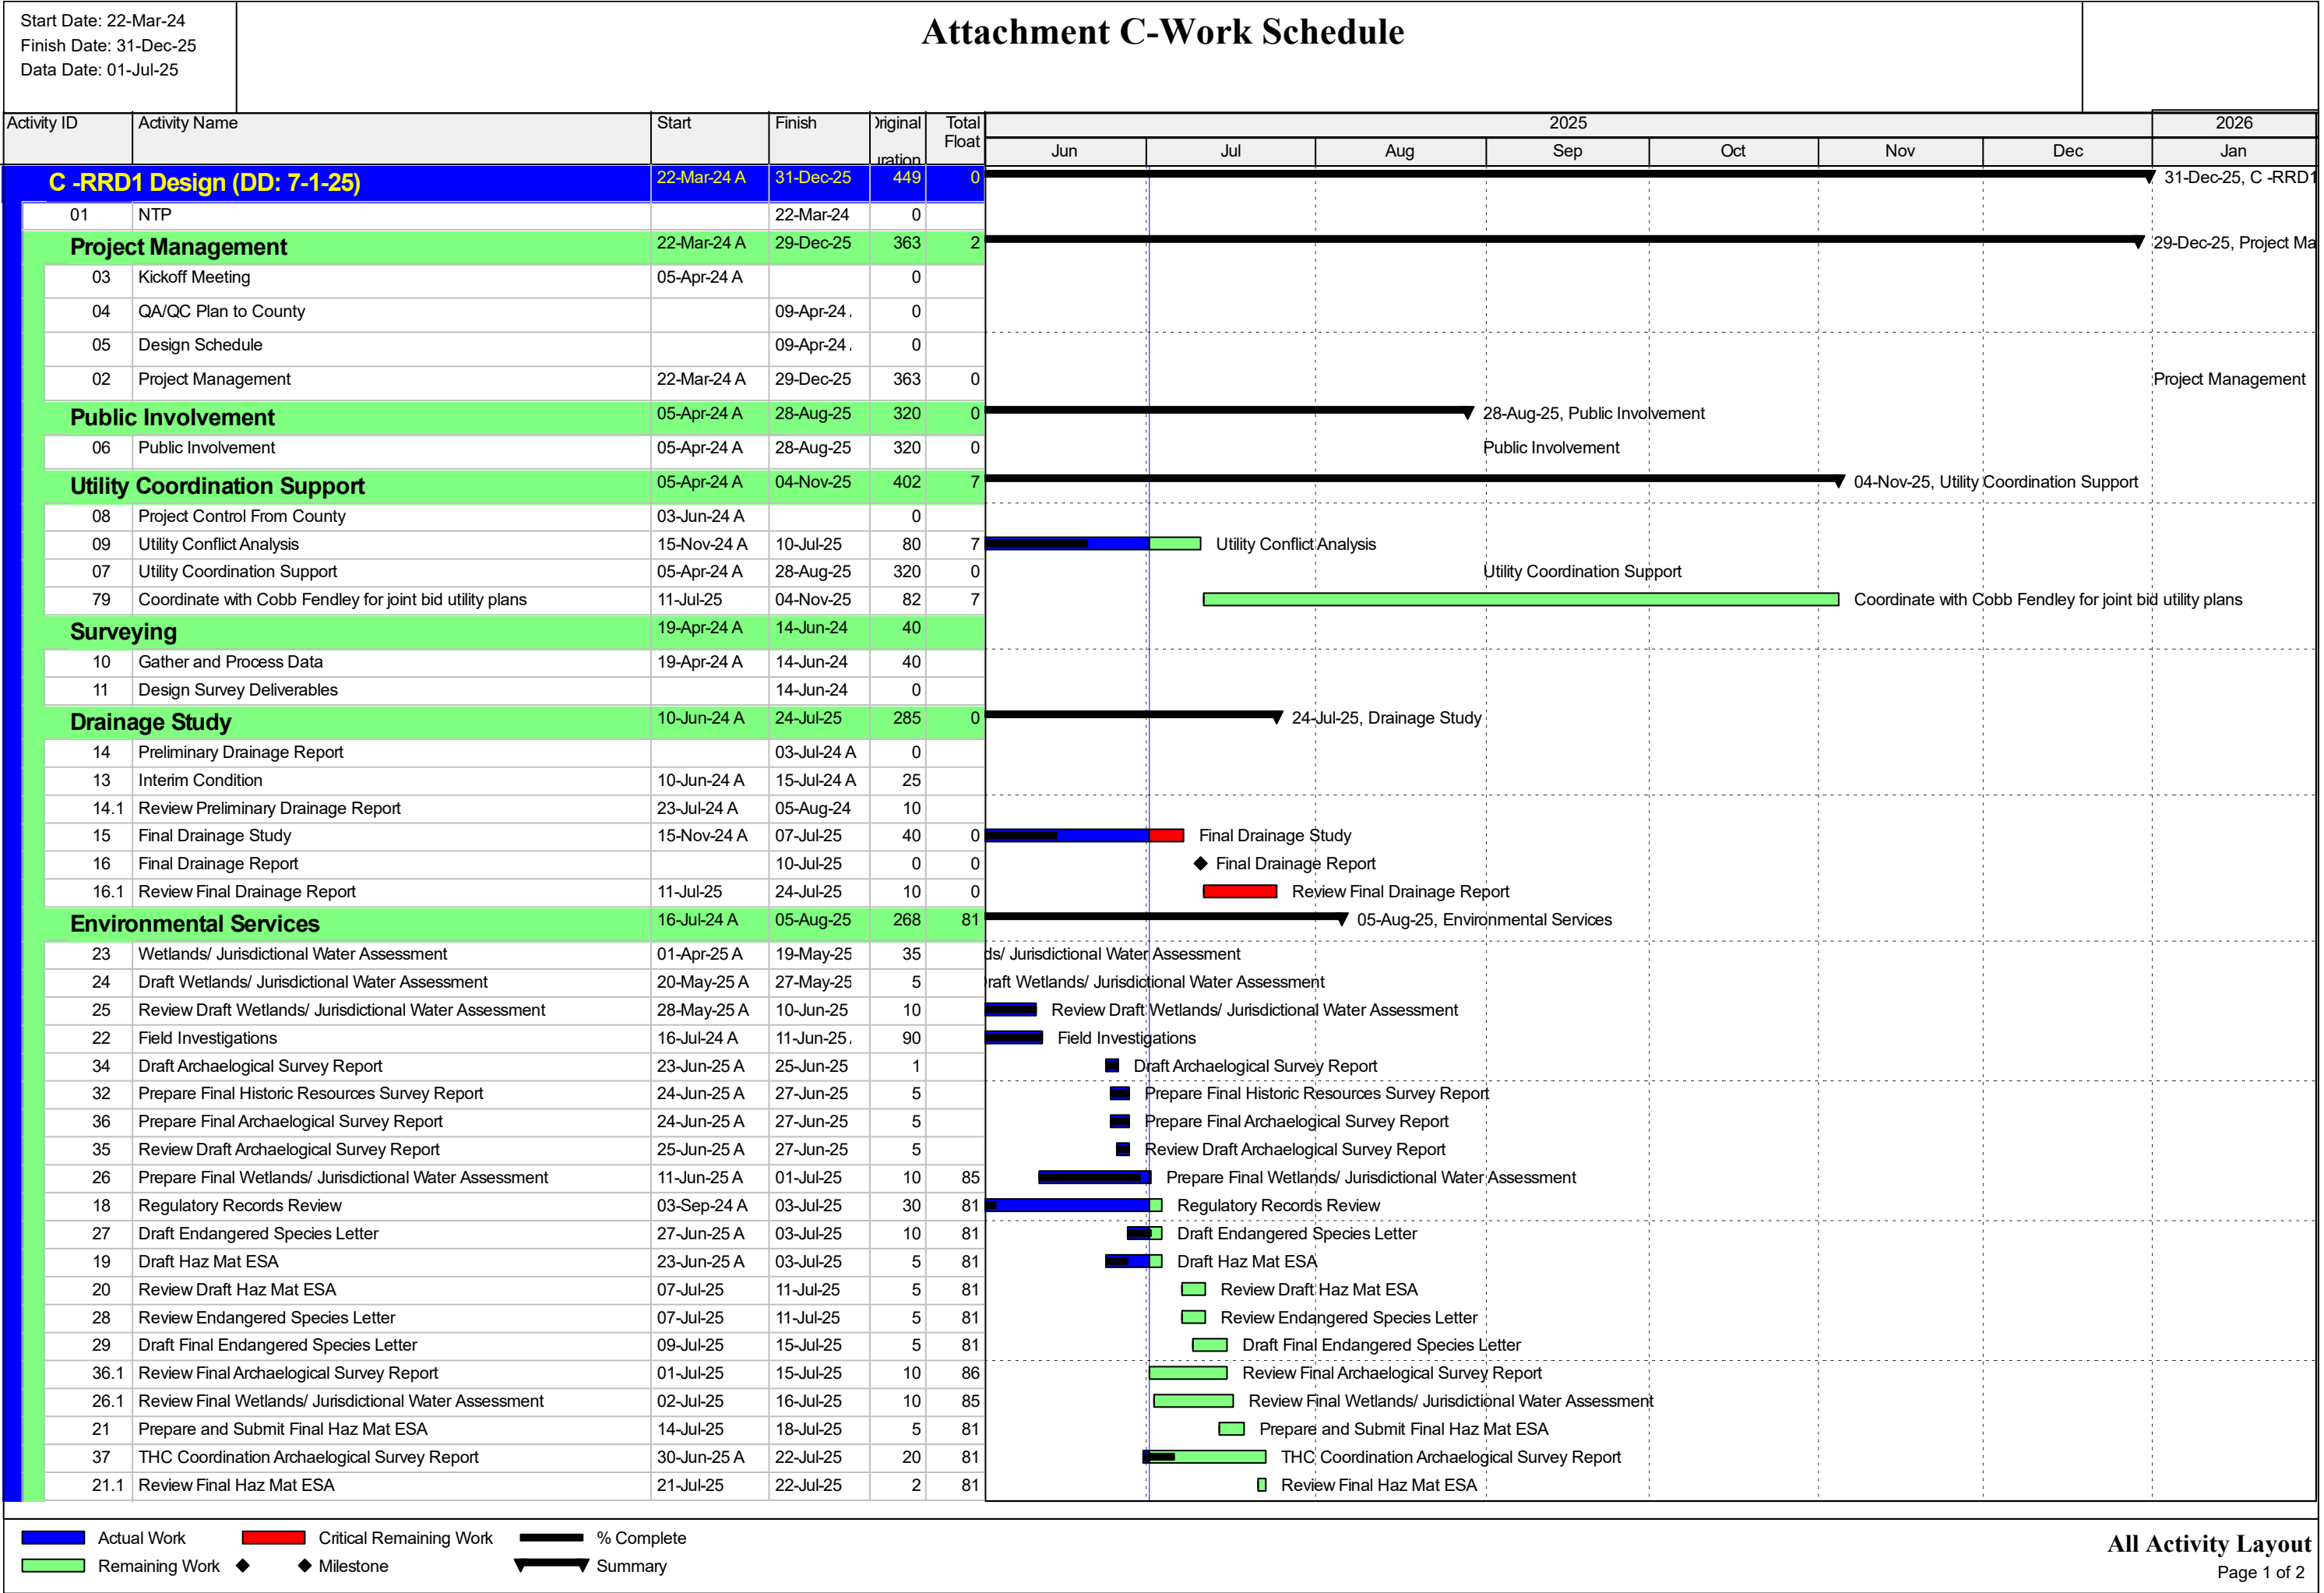 Start Date: 22-Mar-24
Finish Date: 31-Dec-25
Data Date: 01-Jul-25
Attachment C-Work Schedule
Activity ID Activity Name Start Finish Original Duration Total Float 2025 2026
Jun Jul Aug Sep Oct Nov Dec Jan
C -RRD1 Design (DD: 7-1-25) 22-Mar-24 A 31-Dec-25 449 0 31-Dec-25, C -RRD1
01 NTP 22-Mar-24 0
Project Management 22-Mar-24 A 29-Dec-25 363 2 29-Dec-25, Project Ma
03 Kickoff Meeting 05-Apr-24 A 0
04 QA/QC Plan to County 09-Apr-24 0
05 Design Schedule 09-Apr-24 0
02 Project Management 22-Mar-24 A 29-Dec-25 363 0 Project Management
Public Involvement 05-Apr-24 A 28-Aug-25 320 0 28-Aug-25, Public Involvement
06 Public Involvement 05-Apr-24 A 28-Aug-25 320 0 Public Involvement
Utility Coordination Support 05-Apr-24 A 04-Nov-25 402 7 04-Nov-25, Utility Coordination Support
08 Project Control From County 03-Jun-24 A 0
09 Utility Conflict Analysis 15-Nov-24 A 10-Jul-25 80 7 Utility Conflict Analysis
07 Utility Coordination Support 05-Apr-24 A 28-Aug-25 320 0 Utility Coordination Support
79 Coordinate with Cobb Fendley for joint bid utility plans 11-Jul-25 04-Nov-25 82 7 Coordinate with Cobb Fendley for joint bid utility plans
Surveying 19-Apr-24 A 14-Jun-24 40
10 Gather and Process Data 19-Apr-24 A 14-Jun-24 40
11 Design Survey Deliverables 14-Jun-24 0
Drainage Study 10-Jun-24 A 24-Jul-25 285 0 24-Jul-25, Drainage Study
14 Preliminary Drainage Report 03-Jul-24 A 0
13 Interim Condition 10-Jun-24 A 15-Jul-24 A 25
14.1 Review Preliminary Drainage Report 23-Jul-24 A 05-Aug-24 10
15 Final Drainage Study 15-Nov-24 A 07-Jul-25 40 0 Final Drainage Study
16 Final Drainage Report 10-Jul-25 0 0 Final Drainage Report
16.1 Review Final Drainage Report 11-Jul-25 24-Jul-25 10 0 Review Final Drainage Report
Environmental Services 16-Jul-24 A 05-Aug-25 268 81 05-Aug-25, Environmental Services
23 Wetlands/ Jurisdictional Water Assessment 01-Apr-25 A 19-May-25 35 ds/ Jurisdictional Water Assessment
24 Draft Wetlands/ Jurisdictional Water Assessment 20-May-25 A 27-May-25 5 raft Wetlands/ Jurisdictional Water Assessment
25 Review Draft Wetlands/ Jurisdictional Water Assessment 28-May-25 A 10-Jun-25 10 Review Draft Wetlands/ Jurisdictional Water Assessment
22 Field Investigations 16-Jul-24 A 11-Jun-25 90 Field Investigations
34 Draft Archaelogical Survey Report 23-Jun-25 A 25-Jun-25 1 Draft Archaelogical Survey Report
32 Prepare Final Historic Resources Survey Report 24-Jun-25 A 27-Jun-25 5 Prepare Final Historic Resources Survey Report
36 Prepare Final Archaelogical Survey Report 24-Jun-25 A 27-Jun-25 5 Prepare Final Archaelogical Survey Report
35 Review Draft Archaelogical Survey Report 25-Jun-25 A 27-Jun-25 5 Review Draft Archaelogical Survey Report
26 Prepare Final Wetlands/ Jurisdictional Water Assessment 11-Jun-25 A 01-Jul-25 10 85 Prepare Final Wetlands/ Jurisdictional Water Assessment
18 Regulatory Records Review 03-Sep-24 A 03-Jul-25 30 81 Regulatory Records Review
27 Draft Endangered Species Letter 27-Jun-25 A 03-Jul-25 10 81 Draft Endangered Species Letter
19 Draft Haz Mat ESA 23-Jun-25 A 03-Jul-25 5 81 Draft Haz Mat ESA
20 Review Draft Haz Mat ESA 07-Jul-25 11-Jul-25 5 81 Review Draft Haz Mat ESA
28 Review Endangered Species Letter 07-Jul-25 11-Jul-25 5 81 Review Endangered Species Letter
29 Draft Final Endangered Species Letter 09-Jul-25 15-Jul-25 5 81 Draft Final Endangered Species Letter
36.1 Review Final Archaelogical Survey Report 01-Jul-25 15-Jul-25 10 86 Review Final Archaelogical Survey Report
26.1 Review Final Wetlands/ Jurisdictional Water Assessment 02-Jul-25 16-Jul-25 10 85 Review Final Wetlands/ Jurisdictional Water Assessment
21 Prepare and Submit Final Haz Mat ESA 14-Jul-25 18-Jul-25 5 81 Prepare and Submit Final Haz Mat ESA
37 THC Coordination Archaelogical Survey Report 30-Jun-25 A 22-Jul-25 20 81 THC Coordination Archaelogical Survey Report
21.1 Review Final Haz Mat ESA 21-Jul-25 22-Jul-25 2 81 Review Final Haz Mat ESA
Actual Work Critical Remaining Work % Complete
Remaining Work Milestone Summary
All Activity Layout
Page 1 of 2